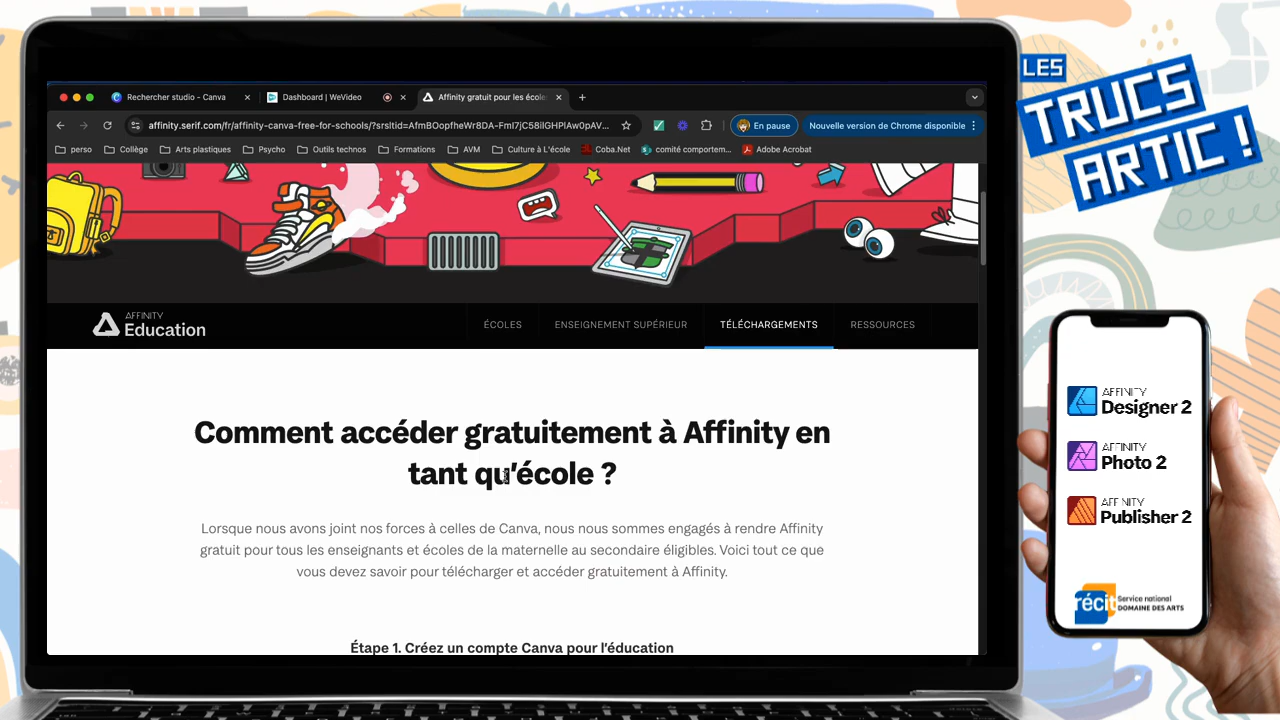 LES
TRUCS
ARTIC !
Rechercher studio - Canva
Dashboard | WeVideo
Affinity gratuit pour les école
affinity.serif.com/fr/affinity-canva-free-for-schools/?srsltid=AfmBOopfheWr8DA-FmI7jC58ilGHPlAw0pAV...
En pause
Nouvelle version de Chrome disponible
perso
Collège
Arts plastiques
Psycho
Outils technos
Formations
AVM
Culture à L'école
Coba.Net
comité comportem...
Adobe Acrobat
AFFINITY
Education
ÉCOLES
ENSEIGNEMENT SUPÉRIEUR
TÉLÉCHARGEMENTS
RESSOURCES
Comment accéder gratuitement à Affinity en
tant qu'école ?
Lorsque nous avons joint nos forces à celles de Canva, nous nous sommes engagés à rendre Affinity
gratuit pour tous les enseignants et écoles de la maternelle au secondaire éligibles. Voici tout ce que
vous devez savoir pour télécharger et accéder gratuitement à Affinity.
Étape 1. Créez un compte Canva pour l'éducation
AFFINITY
Designer 2
AFFINITY
Photo 2
AFFINITY
Publisher 2
récit
Service national
DOMAINE DES ARTS